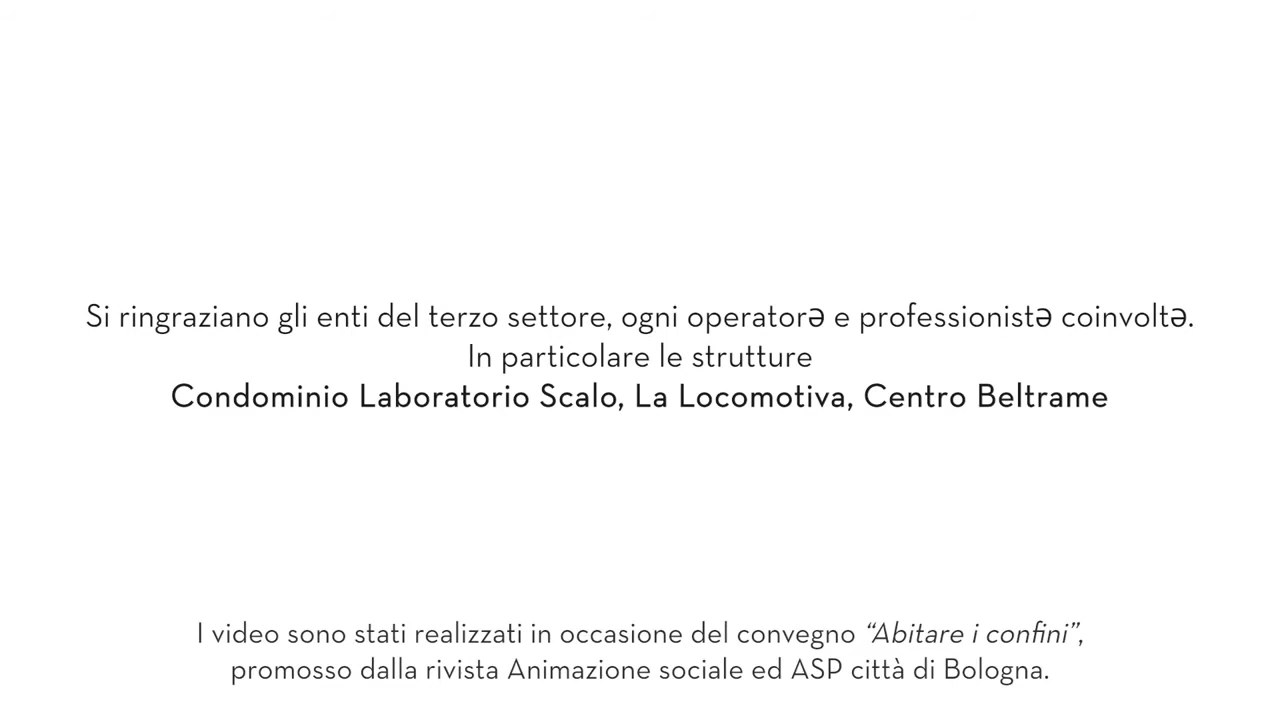 Si ringraziano gli enti del terzo settore, ogni operatorə e professionistə coinvoltə.
In particolare le strutture
Condominio Laboratorio Scalo, La Locomotiva, Centro Beltrame
I video sono stati realizzati in occasione del convegno “Abitare i confini”,
promosso dalla rivista Animazione sociale ed ASP città di Bologna.